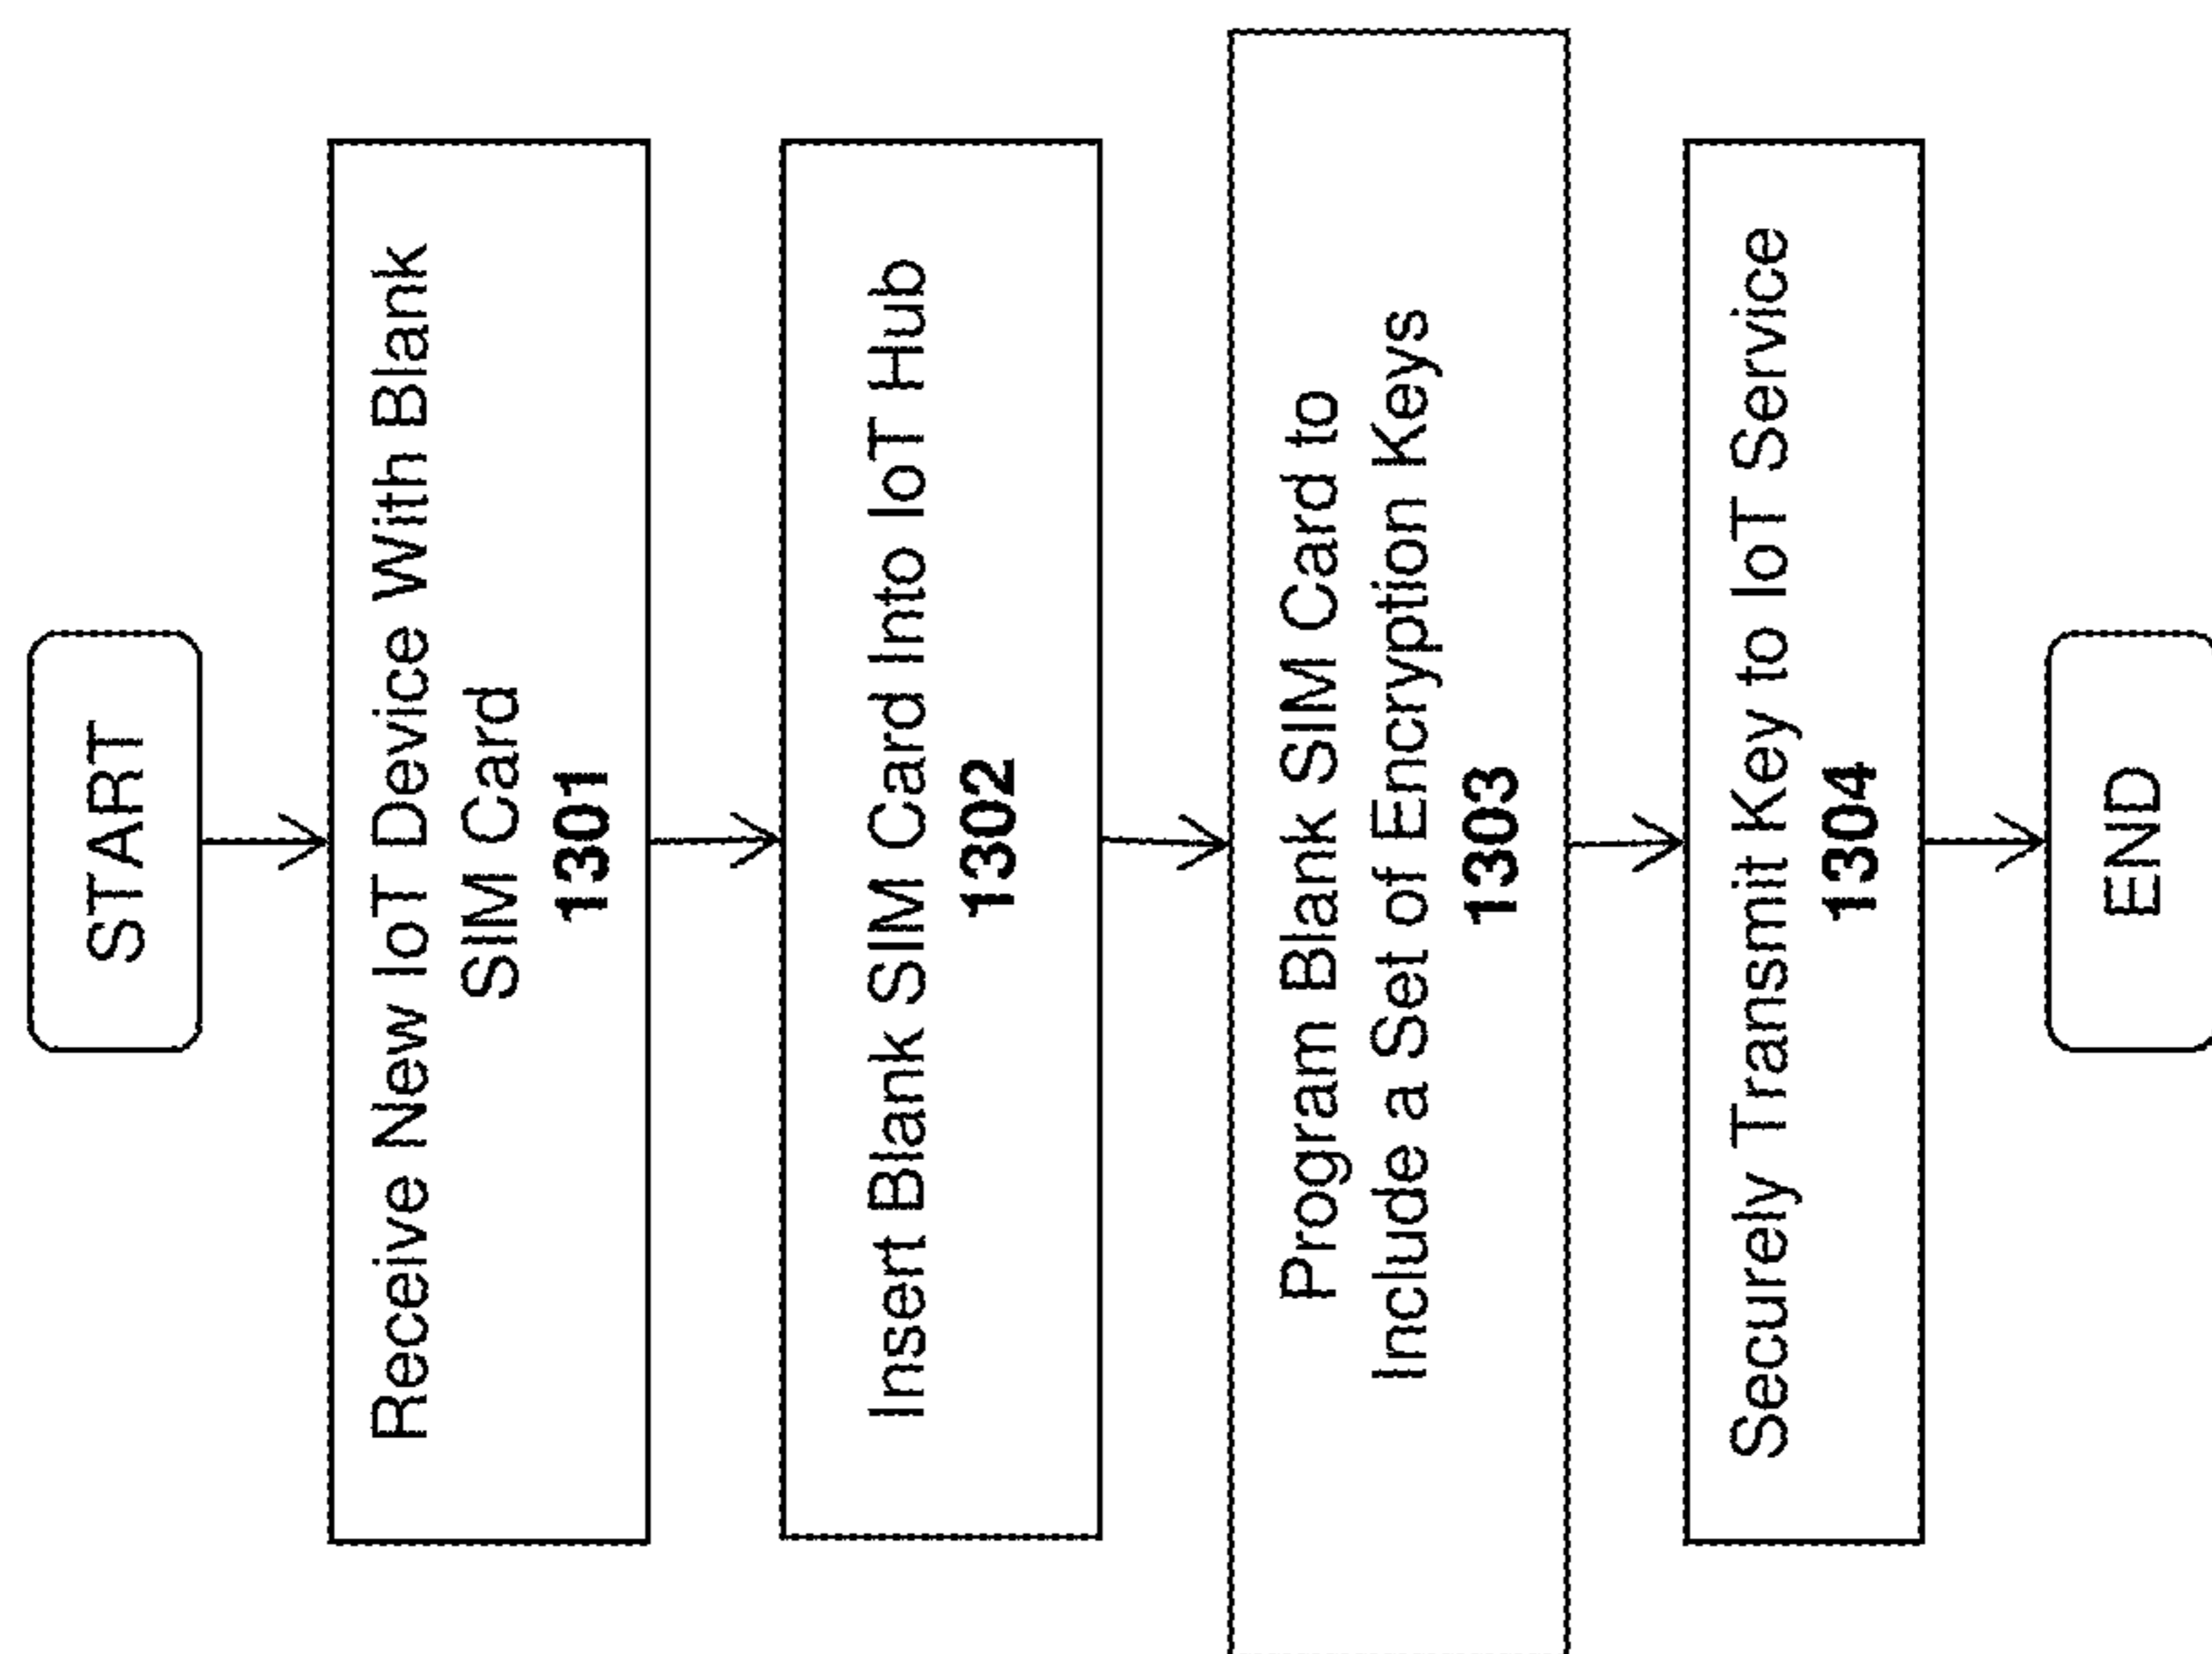 START
Receive New IoT Device With Blank
SIM Card
1301
Insert Blank SIM Card Into IoT Hub
1302
Program Blank SIM Card to
Include a Set of Encryption Keys
1303
Securely Transmit Key to IoT Service
1304
END